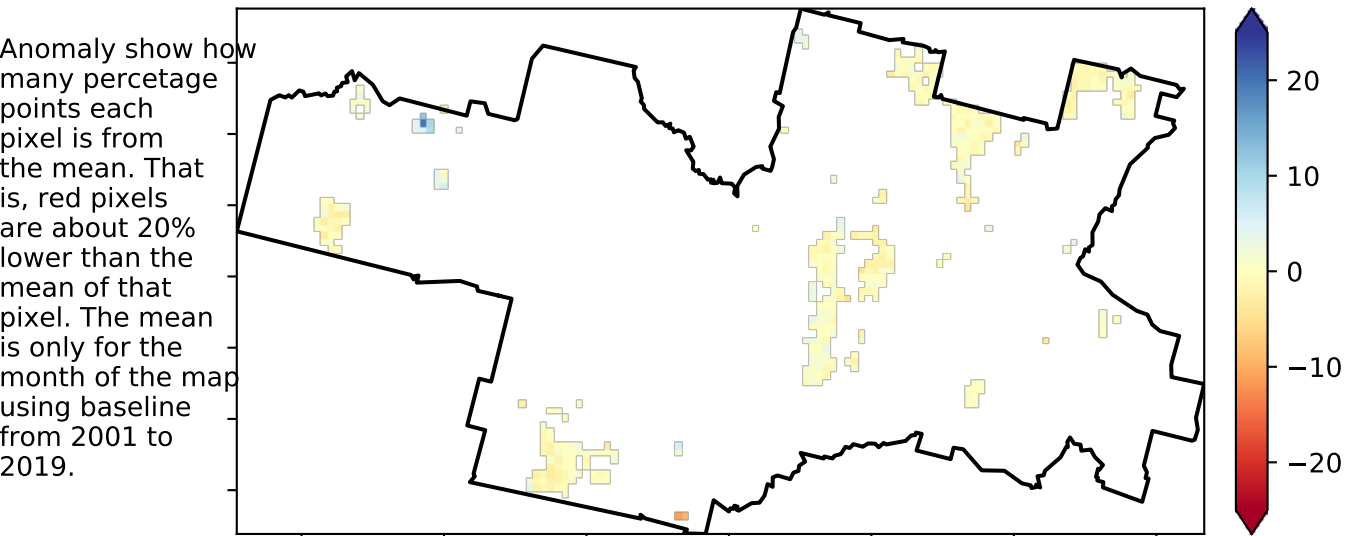 Anomaly show how
many percetage
points each
pixel is from
the mean. That
is, red pixels
are about 20%
lower than the
mean of that
pixel. The mean
is only for the
month of the map
using baseline
from 2001 to
2019.
20
10
0
−10
−20